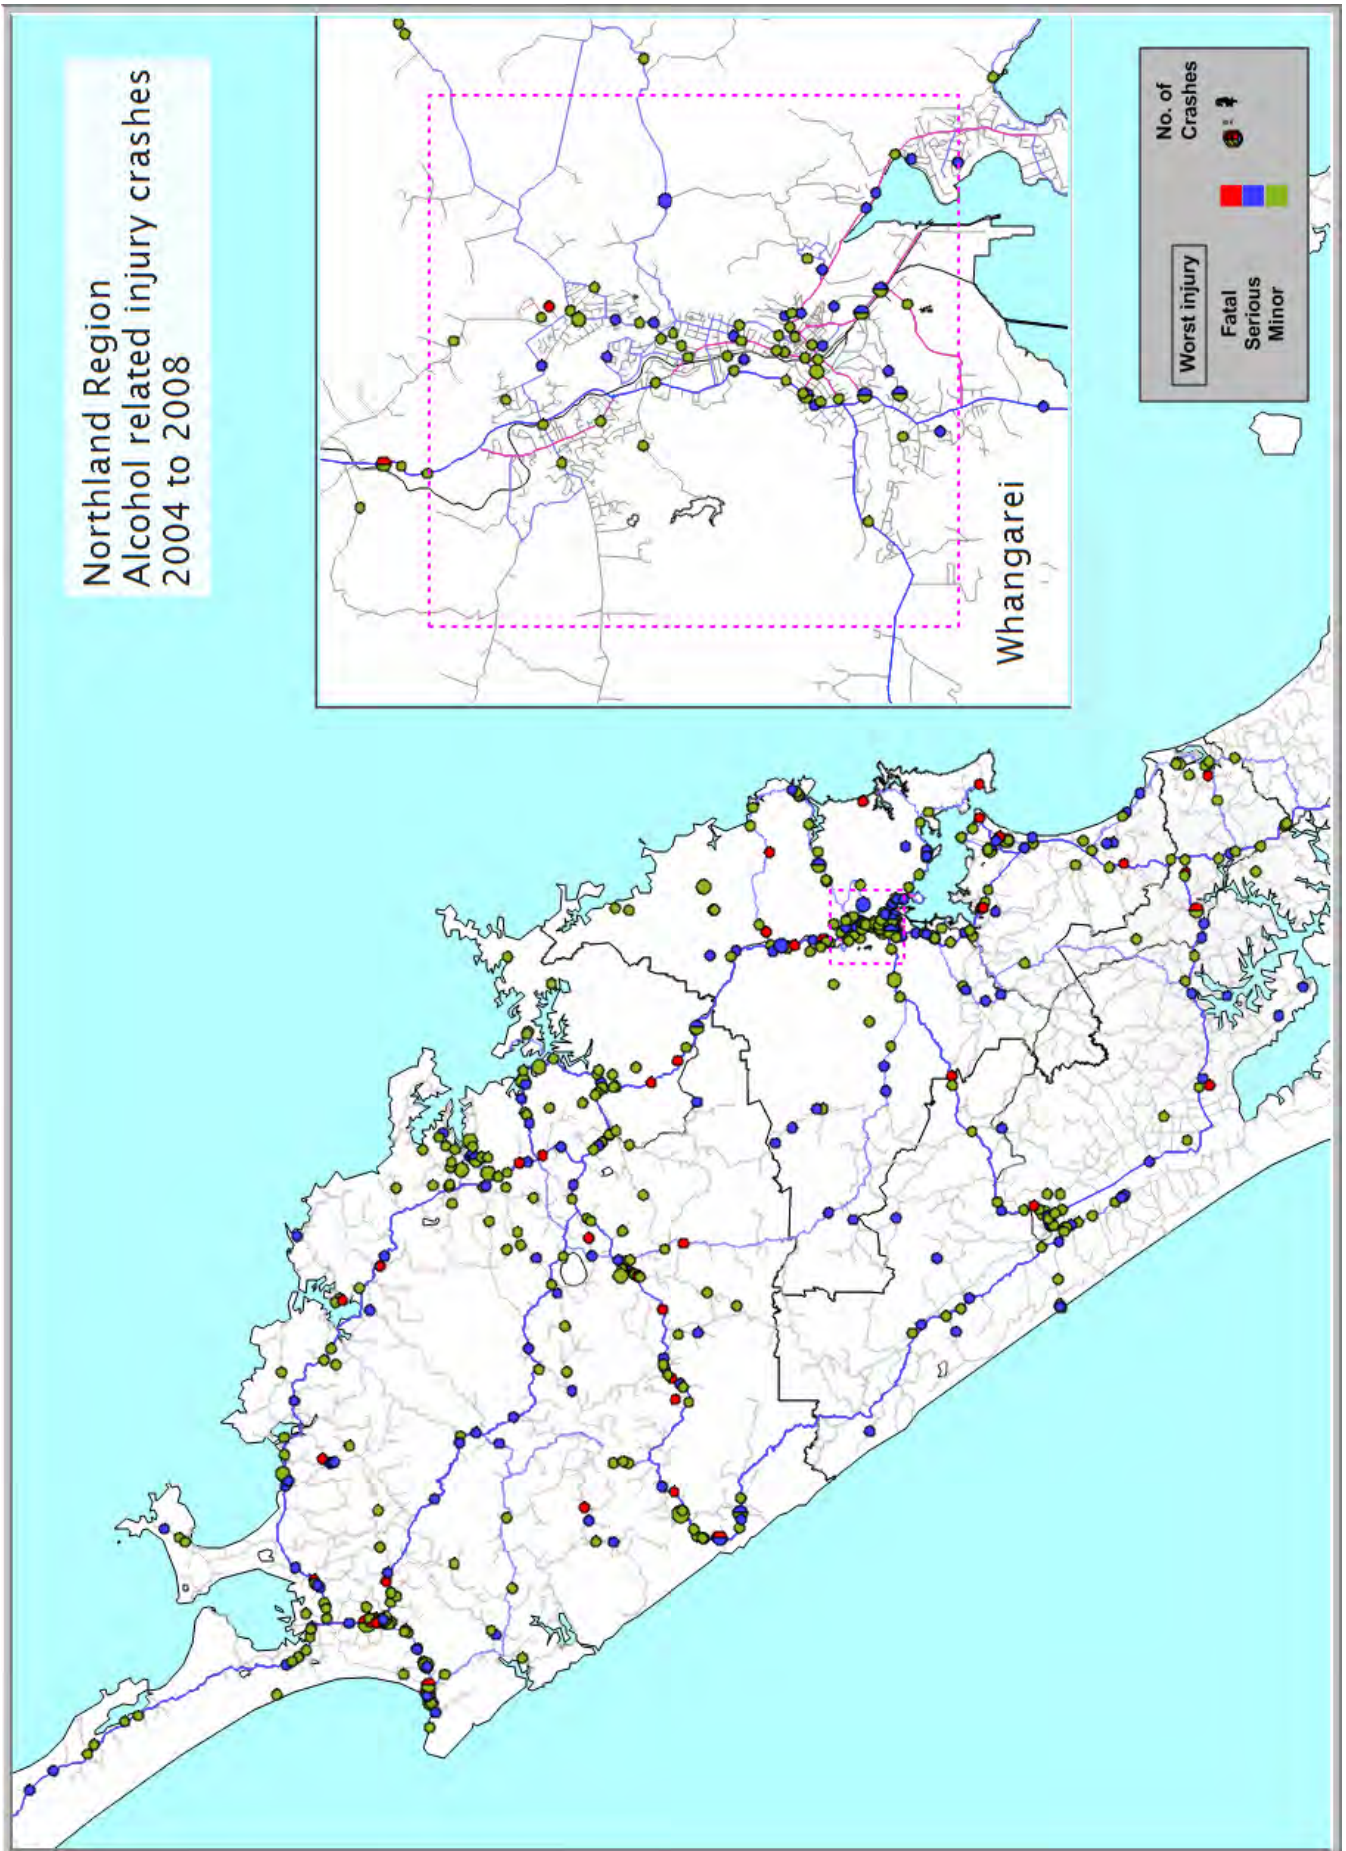 Northland Region
Alcohol related injury crashes
2004 to 2008
Whangarei
Worst injury
Fatal
Serious
Minor
No. of
Crashes